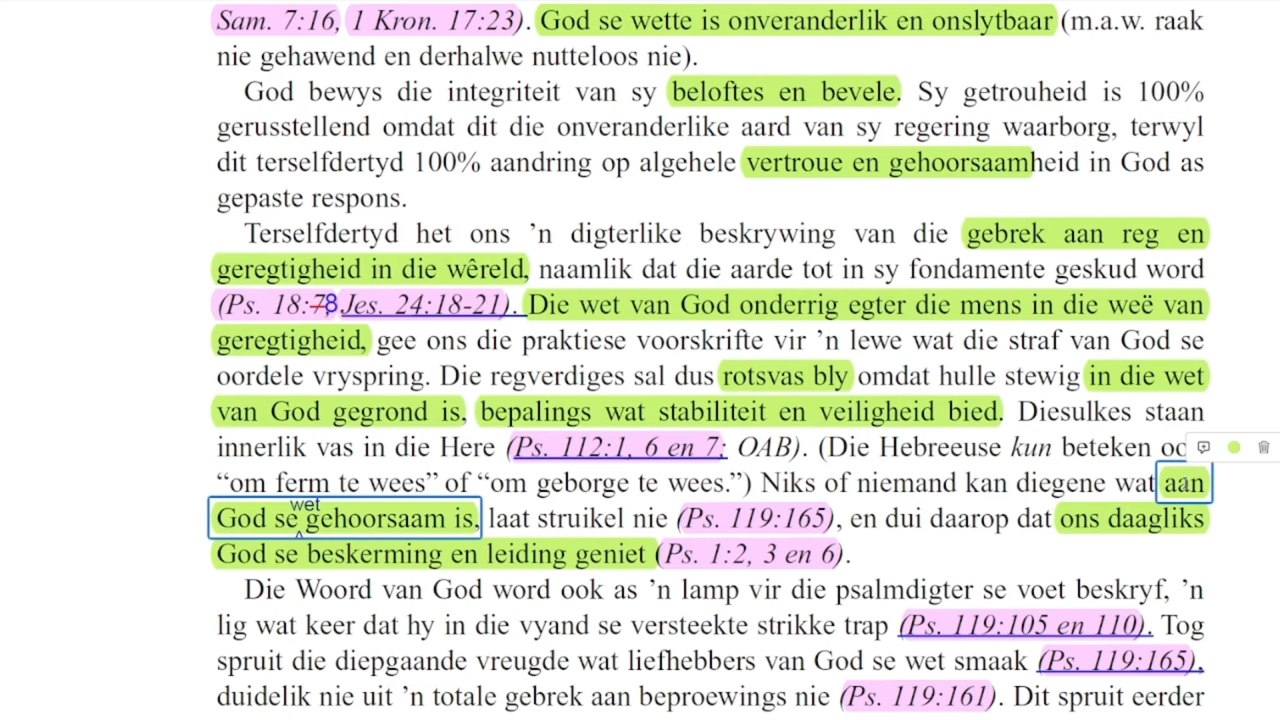 Sam. 7:16, 1 Kron. 17:23). God se wette is onveranderlik en onslytbaar (m.a.w. raak
nie gehawend en derhalwe nutteloos nie).
God bewys die integriteit van sy beloftes en bevele. Sy getrouheid is 100%
gerusstellend omdat dit die onveranderlike aard van sy regering waarborg, terwyl
dit terselfdertyd 100% aandring op algehele vertroue en gehoorsaamheid in God as
gepaste respons.
Terselfdertyd het ons ’n digterlike beskrywing van die gebrek aan reg en
geregtigheid in die wêreld, naamlik dat die aarde tot in sy fondamente geskud word
(Ps. 18:7, 8 Jes. 24:18-21). Die wet van God onderrig egter die mens in die weë van
geregtigheid, gee ons die praktiese voorskrifte vir ’n lewe wat die straf van God se
oordele vryspring. Die regverdiges sal dus rotsvas bly omdat hulle stewig in die wet
van God gegrond is, bepalings wat stabiliteit en veiligheid bied. Diesulkes staan
innerlik vas in die Here (Ps. 112:1, 6 en 7; OAB). (Die Hebreeuse kun beteken
“om ferm te wees” of “om geborge te wees.”) Niks of niemand kan diegene wat aan
wet
God se gehoorsaam is, laat struikel nie (Ps. 119:165), en dui daarop dat ons daagliks
God se beskerming en leiding geniet (Ps. 1:2, 3 en 6).
Die Woord van God word ook as ’n lamp vir die psalmdigter se voet beskryf, ’n
lig wat keer dat hy in die vyand se versteekte strikke trap (Ps. 119:105 en 110). Tog
spruit die diepgaande vreugde wat liefhebbers van God se wet smaak (Ps. 119:165),
duidelik nie uit ’n totale gebrek aan beproewings nie (Ps. 119:161). Dit spruit eerder